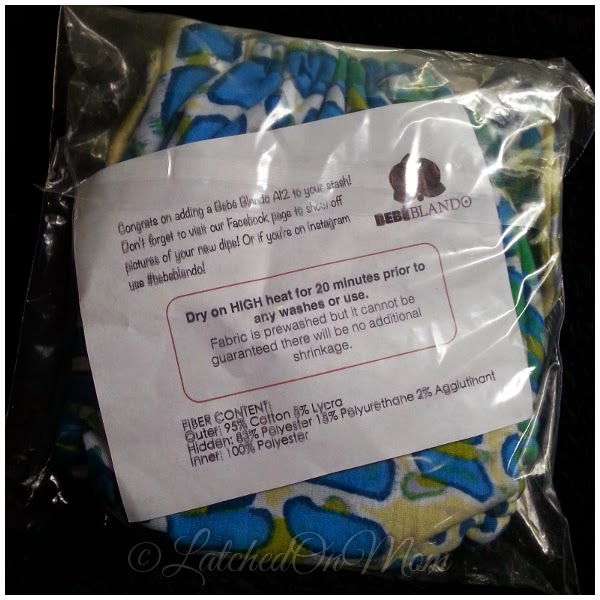 Congrats on adding a Bebé Blando AI2 to your stash!
Don't forget to visit our Facebook page to show off
pictures of your new dipe! Or if you're on Instagram
use #bebeblando!
BEBÉBLANDO
Dry on HIGH heat for 20 minutes prior to
any washes or use.
Fabric is prewashed but it cannot be
guaranteed there will be no additional
shrinkage.
FIBER CONTENT:
Outer: 95% Cotton 5% Lycra
Hidden: 83% Polyester 15% Polyurethane 2% Agglutinant
Inner: 100% Polyester
© LatchedOnMom